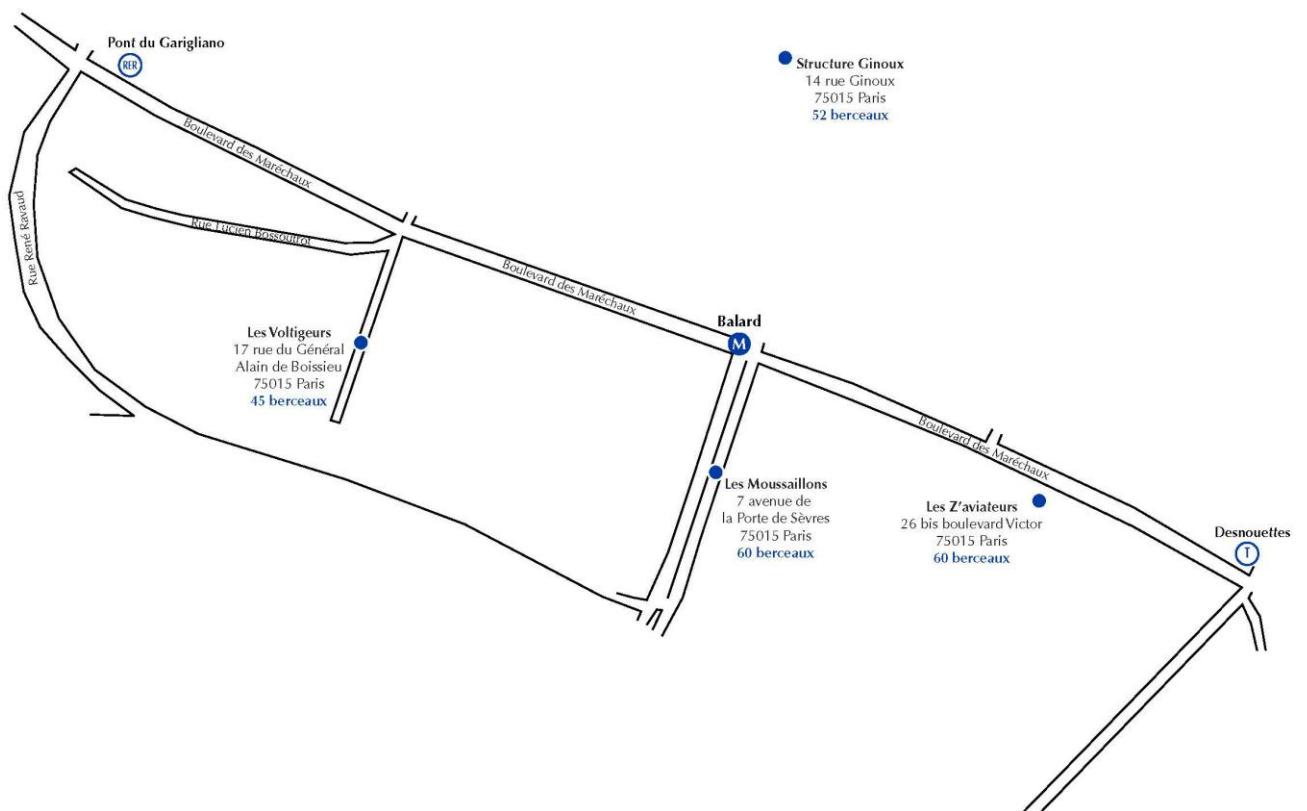 Pont du Garigliano
RER
Structure Ginoux
14 rue Ginoux
75015 Paris
52 berceaux
Boulevard des Maréchaux
Rue René Ravaud
Rue Lucien Bossoutrot
Boulevard des Maréchaux
Les Voltigeurs
17 rue du Général
Alain de Boissieu
75015 Paris
45 berceaux
Balard
M
Boulevard des Maréchaux
Les Moussaillons
7 avenue de
la Porte de Sèvres
75015 Paris
60 berceaux
Les Z'aviateurs
26 bis boulevard Victor
75015 Paris
60 berceaux
Desnouettes
T